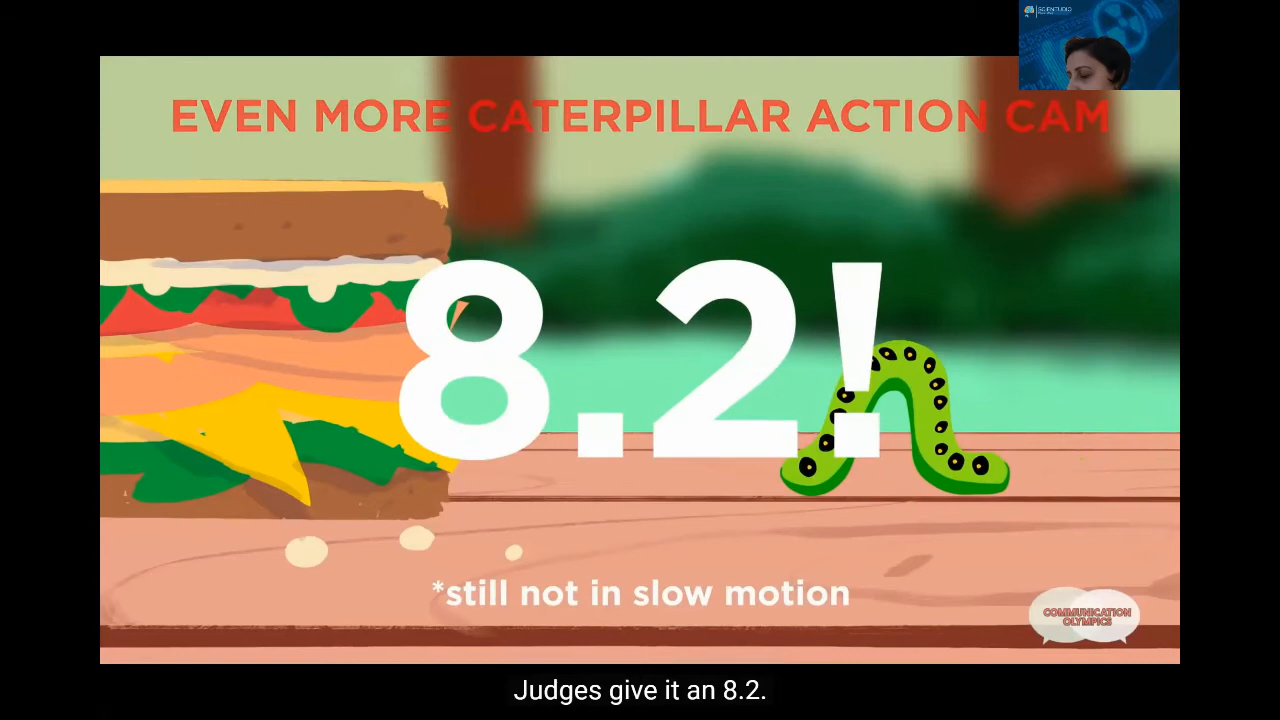 SCIENTUDIO
EVEN MORE CATERPILLAR ACTION CAM
8.2!
*still not in slow motion
COMMUNICATION
OLYMPICS
Judges give it an 8.2.